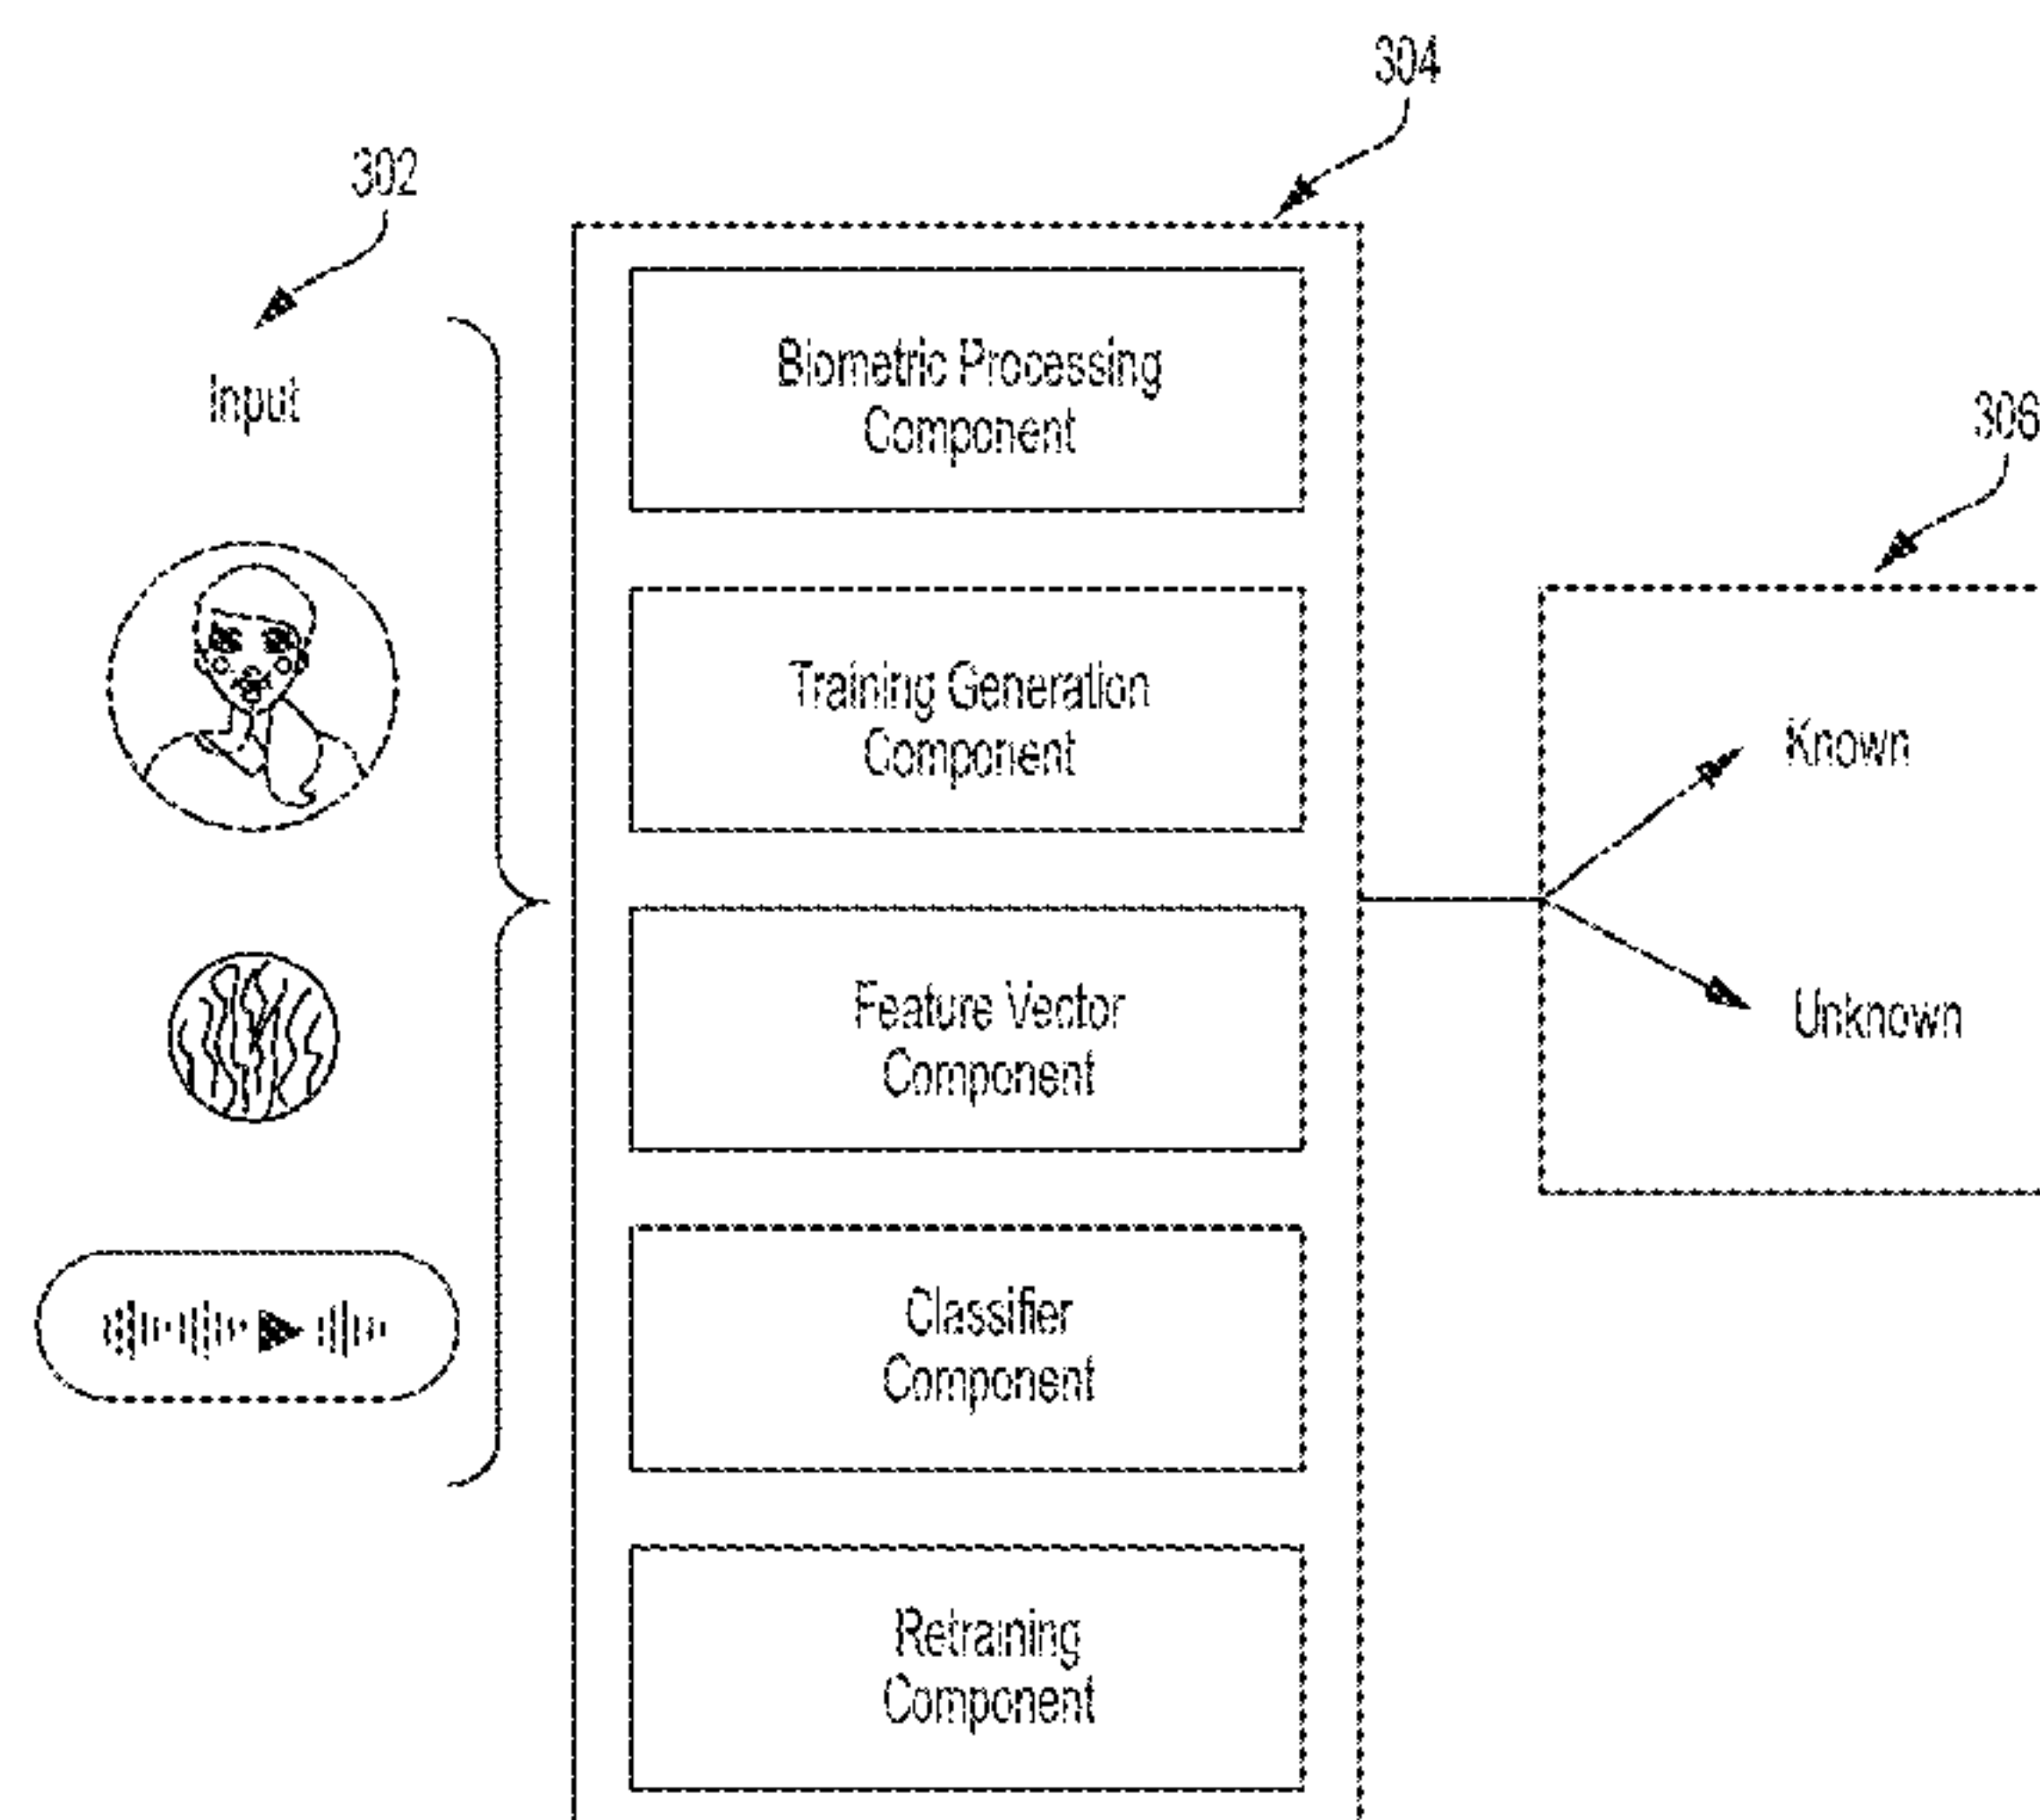 304
302
Input
Biometric Processing
Component
306
Training Generation
Component
Known
Feature Vector
Component
Unknown
Classifier
Component
Retraining
Component